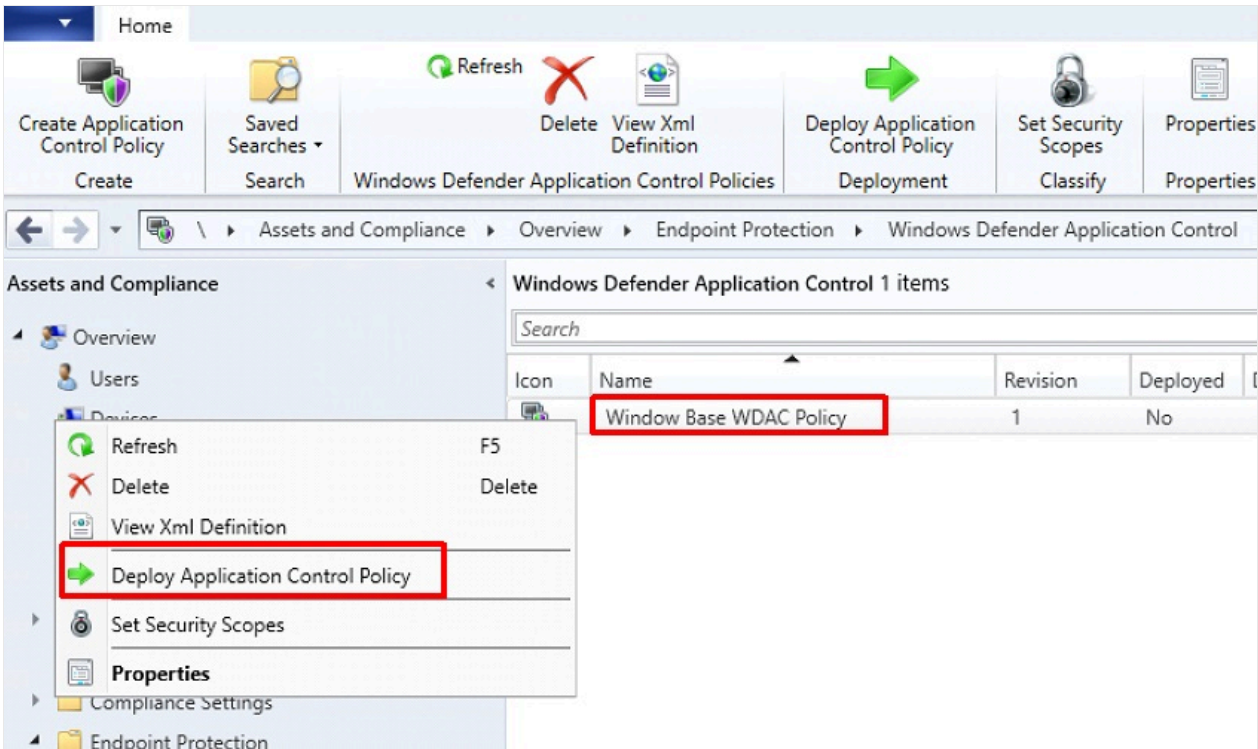 Home
Create Application
Control Policy
Saved
Searches
Refresh
Delete
View Xml
Definition
Deploy Application
Control Policy
Set Security
Scopes
Properties
Create
Search
Windows Defender Application Control Policies
Deployment
Classify
Properties
\ Assets and Compliance Overview Endpoint Protection Windows Defender Application Control
Assets and Compliance
Overview
Users
Devices
Refresh F5
Delete Delete
View Xml Definition
Deploy Application Control Policy
Set Security Scopes
Properties
Compliance Settings
Endpoint Protection
Windows Defender Application Control 1 items
Search
Icon Name Revision Deployed
Window Base WDAC Policy 1 No